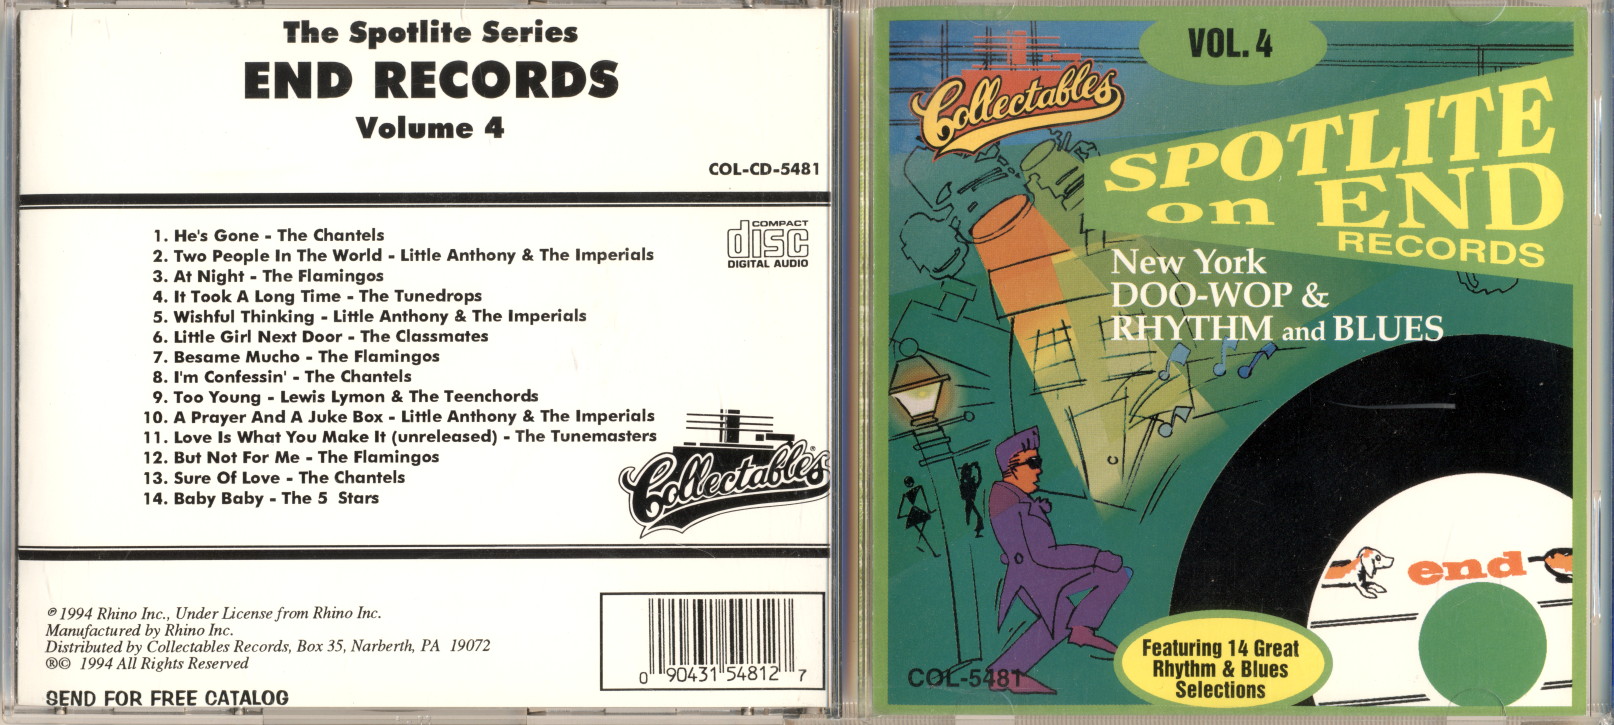 The Spotlite Series
END RECORDS
Volume 4
COL-CD-5481
COMPACT
disc
DIGITAL AUDIO
1. He's Gone - The Chantels
2. Two People In The World - Little Anthony & The Imperials
3. At Night - The Flamingos
4. It Took A Long Time - The Tunedrops
5. Wishful Thinking - Little Anthony & The Imperials
6. Little Girl Next Door - The Classmates
7. Besame Mucho - The Flamingos
8. I'm Confessin' - The Chantels
9. Too Young - Lewis Lymon & The Teenchords
10. A Prayer And A Juke Box - Little Anthony & The Imperials
11. Love Is What You Make It (unreleased) - The Tunemasters
12. But Not For Me - The Flamingos
13. Sure Of Love - The Chantels
14. Baby Baby - The 5 Stars
Collectables®
℗ 1994 Rhino Inc., Under License from Rhino Inc.
Manufactured by Rhino Inc.
Distributed by Collectables Records, Box 35, Narberth, PA 19072
®© 1994 All Rights Reserved
SEND FOR FREE CATALOG
0 90431 54812 7
VOL. 4
Collectables
SPOTLITE
on END
RECORDS
New York
DOO-WOP &
RHYTHM and BLUES
end
Featuring 14 Great
Rhythm & Blues
Selections
COL-5481